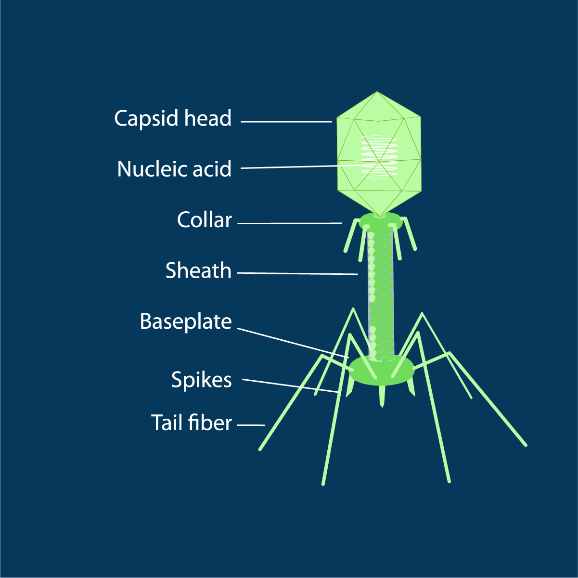 Capsid head
Nucleic acid
Collar
Sheath
Baseplate
Spikes
Tail fiber